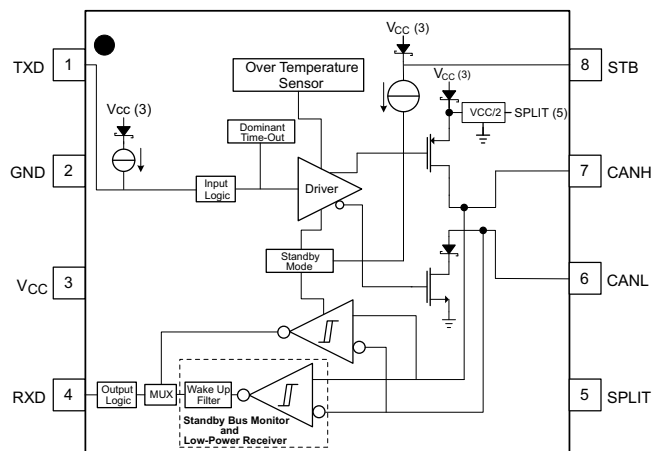 VCC (3)
TXD
1
8
STB
Over Temperature
Sensor
VCC (3)
Vcc (3)
VCC/2
SPLIT (5)
Dominant
Time-Out
GND
2
7
CANH
Input
Logic
Driver
Standby
Mode
VCC
3
6
CANL
RXD
4
Output
Logic
MUX
Wake Up
Filter
5
SPLIT
Standby Bus Monitor
and
Low-Power Receiver